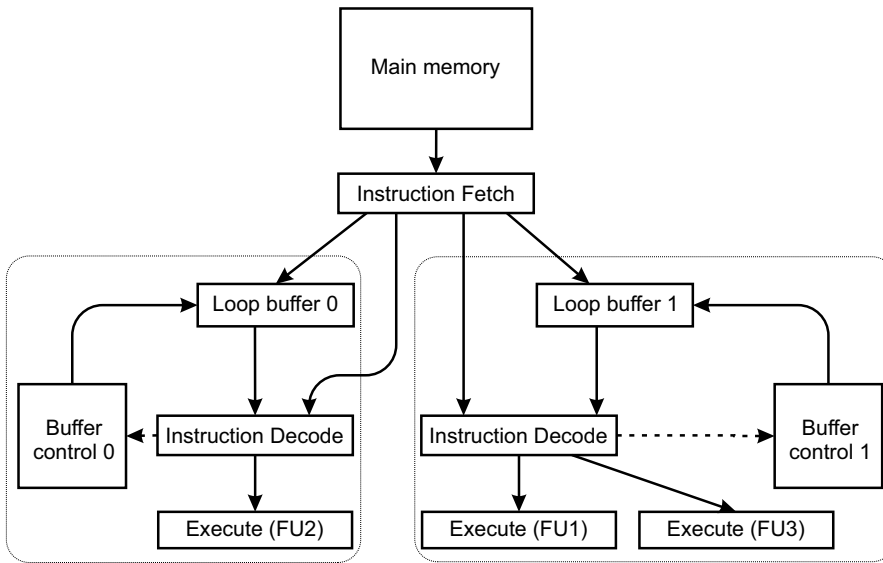 Main memory
Instruction Fetch
Loop buffer 0
Loop buffer 1
Buffer
control 0
Instruction Decode
Instruction Decode
Buffer
control 1
Execute (FU2)
Execute (FU1)
Execute (FU3)